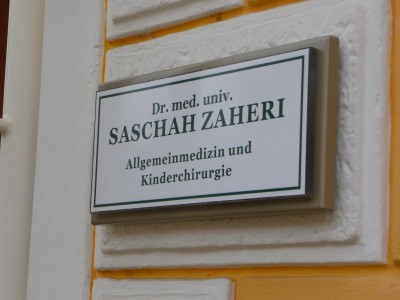 Dr. med. univ.
SASCHAH ZAHERI
Allgemeinmedizin und
Kinderchirurgie